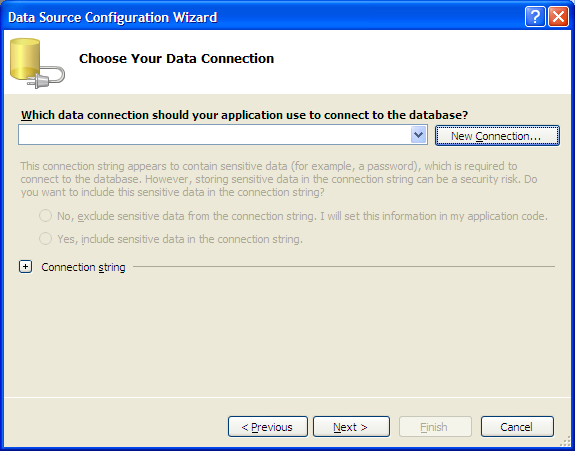 Data Source Configuration Wizard
Choose Your Data Connection
Which data connection should your application use to connect to the database?
New Connection...
This connection string appears to contain sensitive data (for example, a password), which is required to
connect to the database. However, storing sensitive data in the connection string can be a security risk. Do
you want to include this sensitive data in the connection string?
No, exclude sensitive data from the connection string. I will set this information in my application code.
Yes, include sensitive data in the connection string.
Connection string
< Previous
Next >
Finish
Cancel